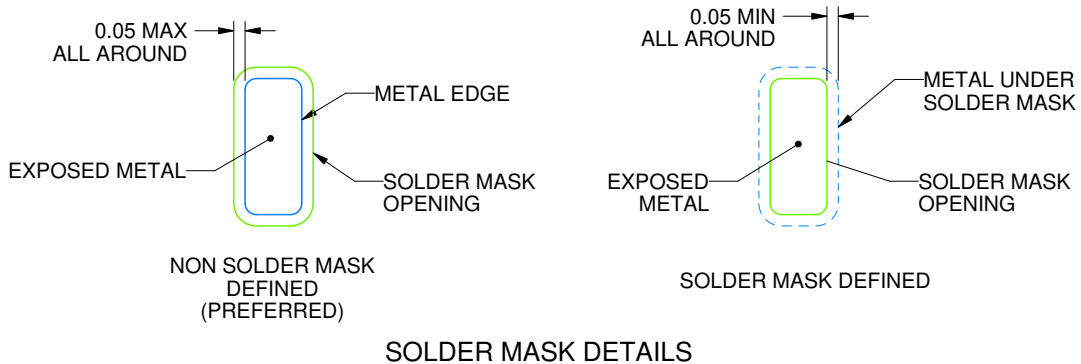 0.05 MAX
ALL AROUND
METAL EDGE
EXPOSED METAL
SOLDER MASK
OPENING
NON SOLDER MASK
DEFINED
(PREFERRED)
0.05 MIN
ALL AROUND
METAL UNDER
SOLDER MASK
EXPOSED
METAL
SOLDER MASK
OPENING
SOLDER MASK DEFINED
SOLDER MASK DETAILS